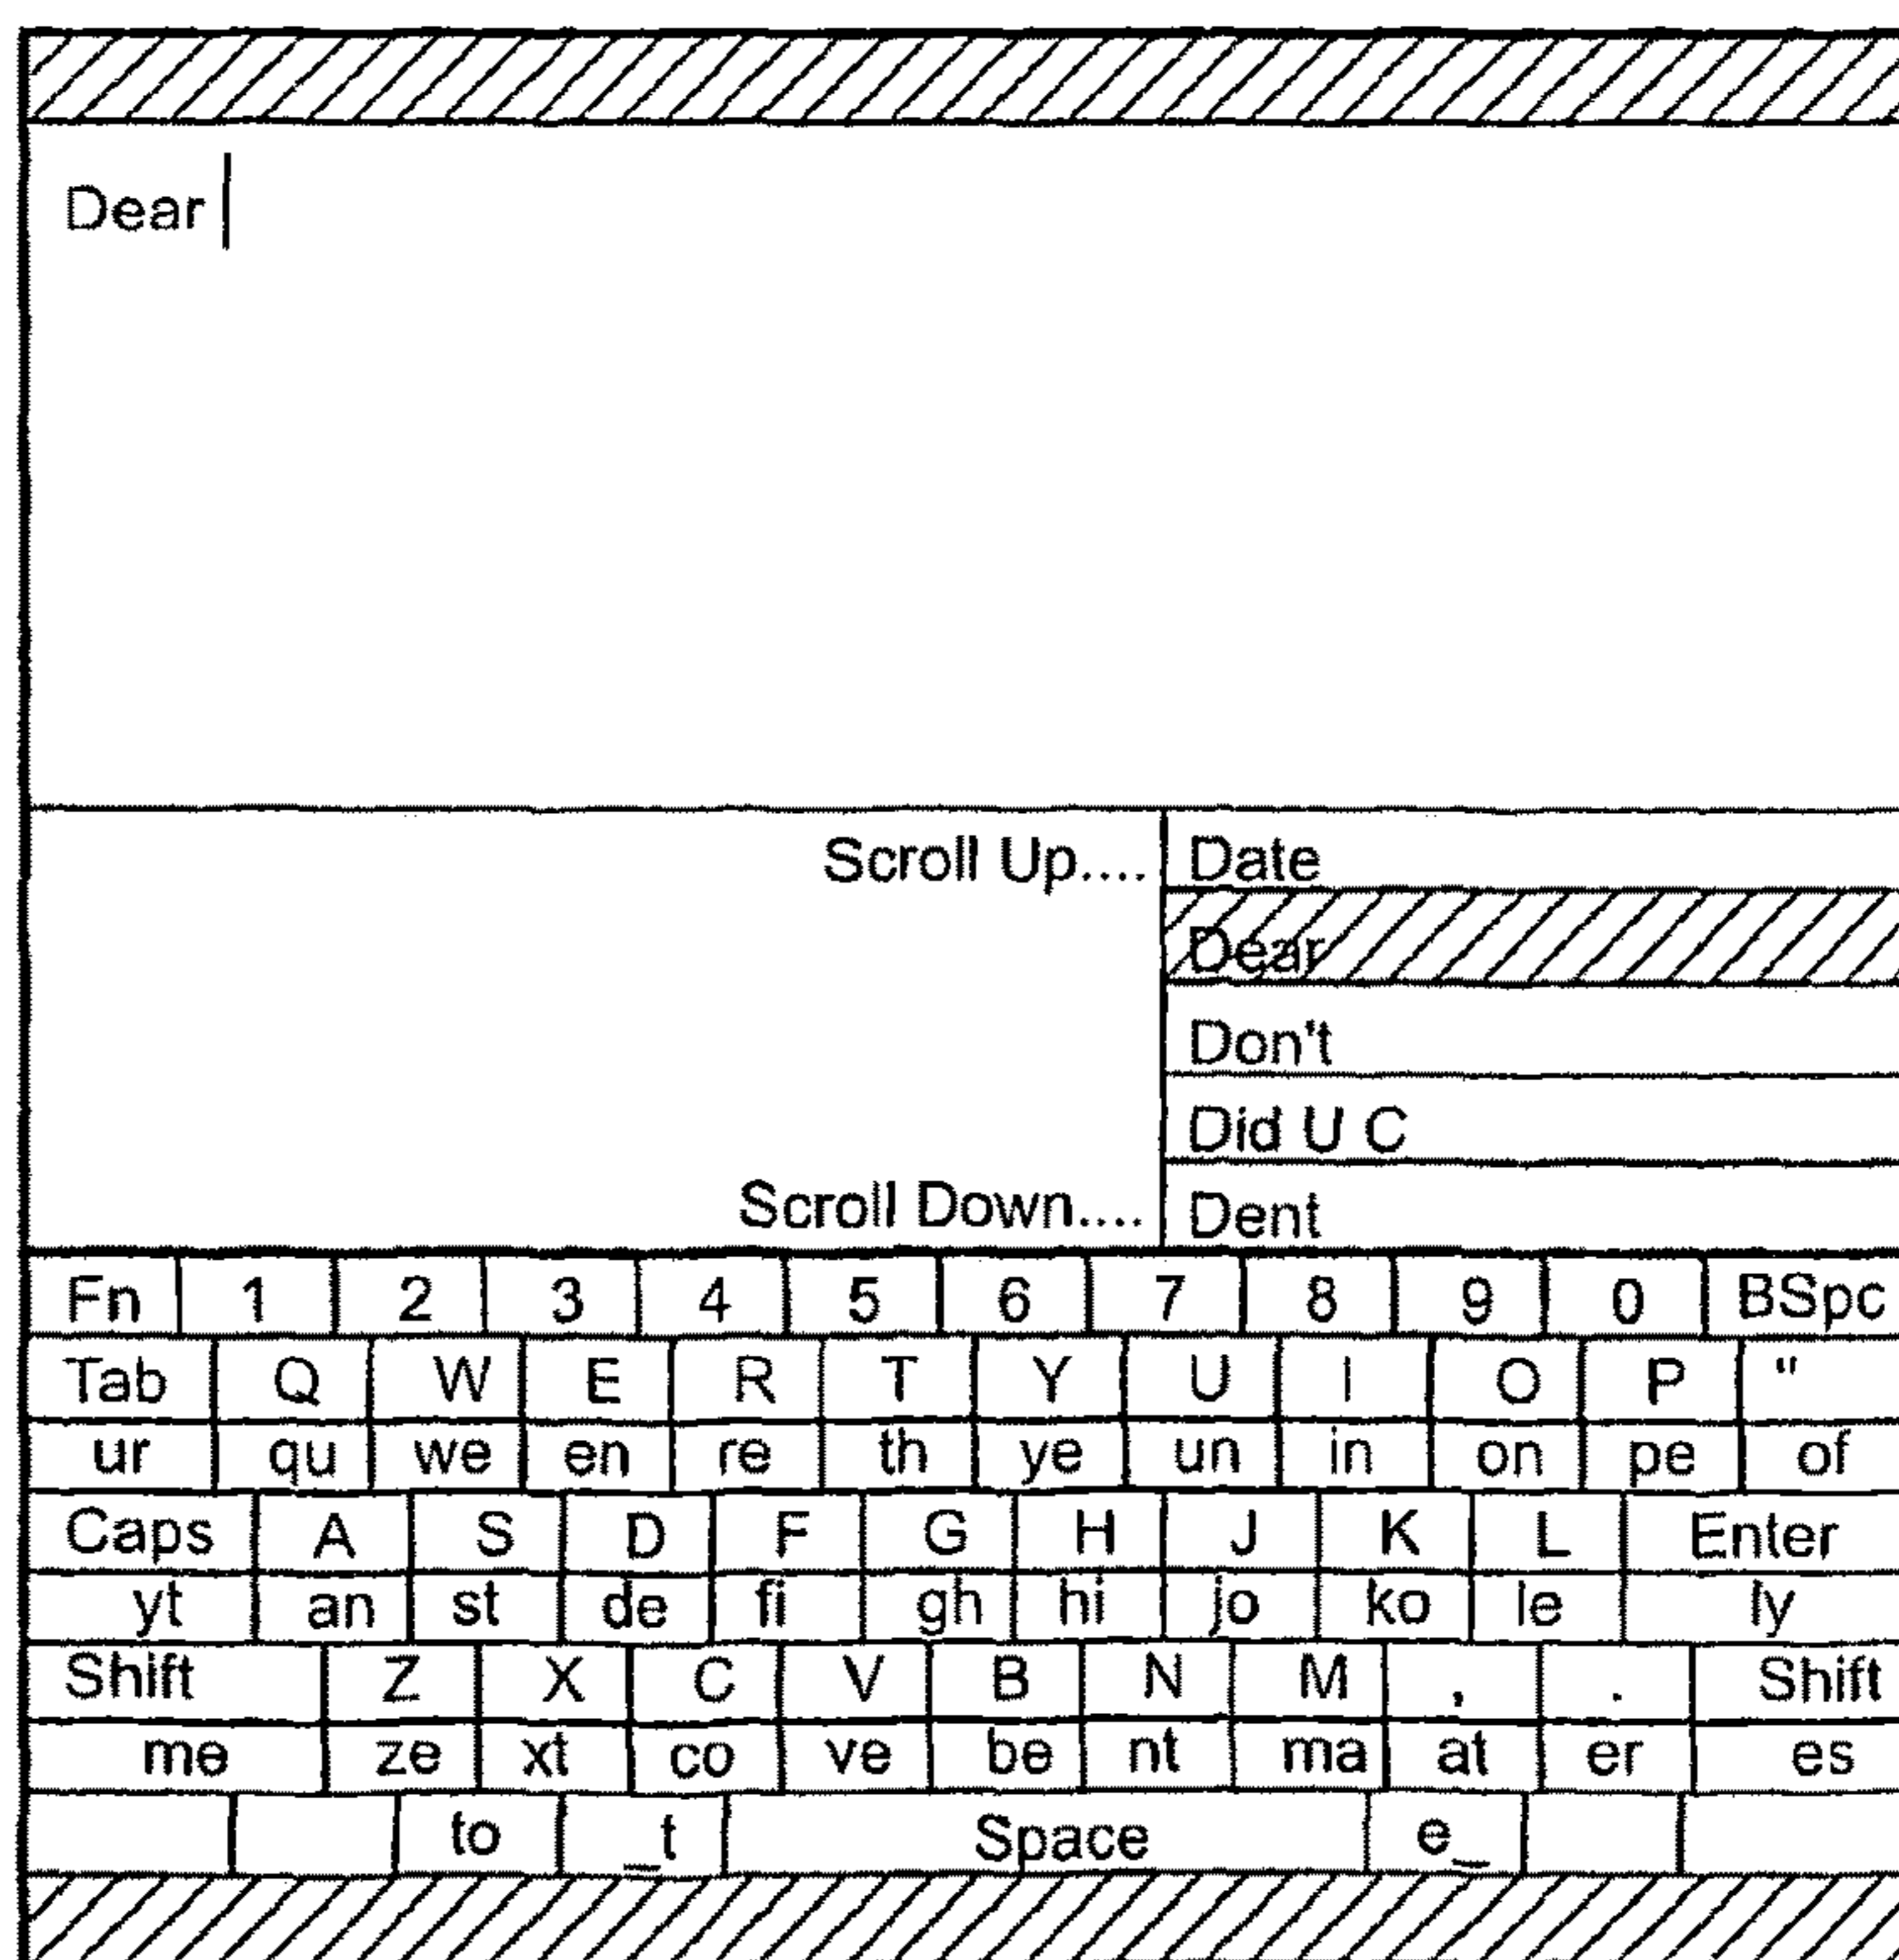 Dear
Scroll Up.... Date
Dear
Don't
Did U C
Scroll Down.... Dent
Fn 1 2 3 4 5 6 7 8 9 0 BSpc
Tab Q W E R T Y U I O P "
ur qu we en re th ye un in on pe of
Caps A S D F G H J K L Enter
yt an st de fi gh hi jo ko le ly
Shift Z X C V B N M , . Shift
me ze xt co ve be nt ma at er es
to _t Space e_